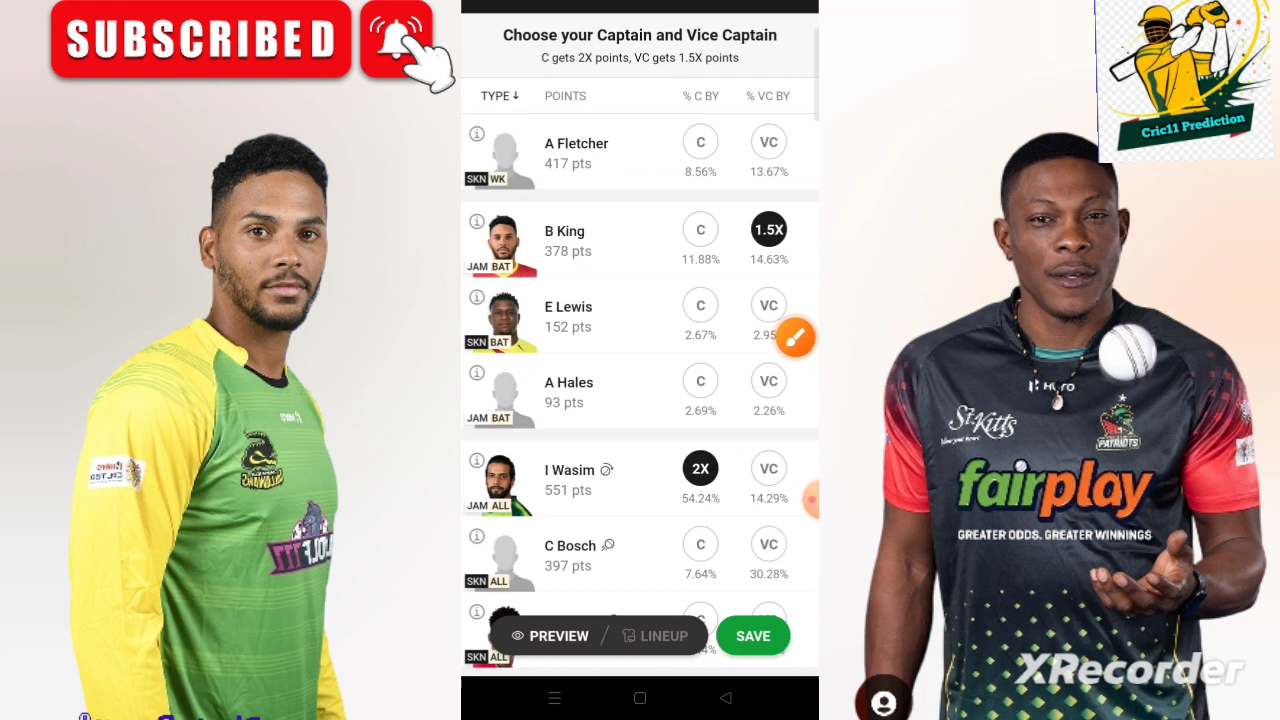 SUBSCRIBED
Choose your Captain and Vice Captain
C gets 2X points, VC gets 1.5X points
TYPE POINTS % C BY % VC BY
A Fletcher C VC
417 pts
SKN WK 8.56% 13.67%
B King C 1.5X
378 pts
JAM BAT 11.88% 14.63%
E Lewis C VC
152 pts
SKN BAT 2.67% 2.95
A Hales C VC
93 pts
JAM BAT 2.69% 2.26%
I Wasim 2X VC
551 pts
JAM ALL 54.24% 14.29%
C Bosch C VC
397 pts
SKN ALL 7.64% 30.28%
SKN ALL
PREVIEW / LINEUP SAVE
Cric11 Prediction
Hero
St.Kitts
PATRIOTS
fairplay
GREATER ODDS. GREATER WINNINGS
XRecorder